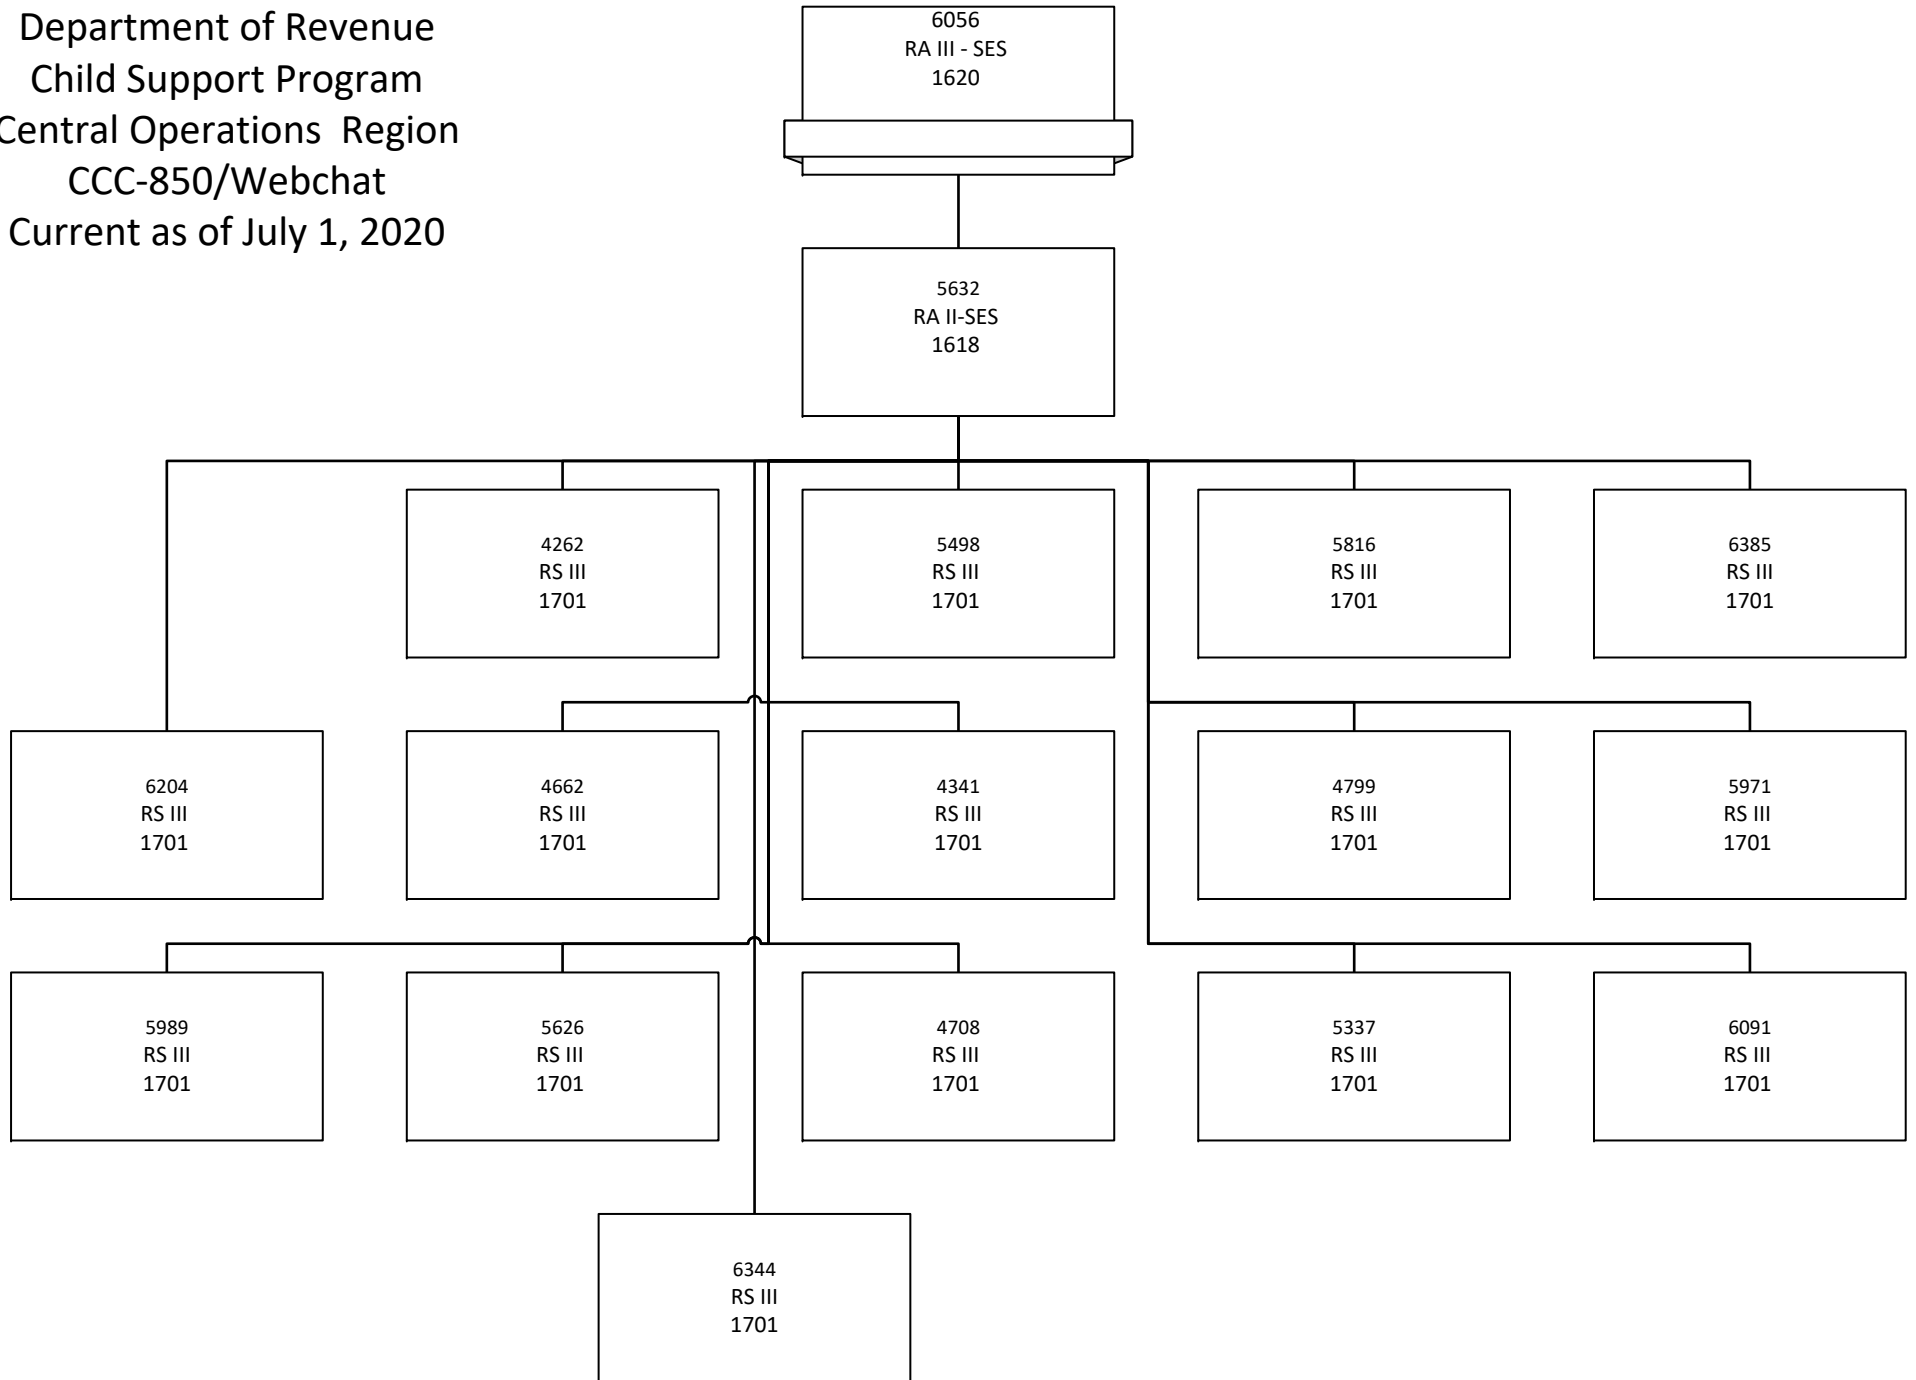 Department of Revenue
Child Support Program
Central Operations  Region
CCC-850/Webchat
Current as of July 1, 2020
6056
RA III - SES
1620
5632
RA II-SES
1618
4262
RS III
1701
5498
RS III
1701
5816
RS III
1701
6385
RS III
1701
6204
RS III
1701
4662
RS III
1701
4341
RS III
1701
4799
RS III
1701
5971
RS III
1701
5989
RS III
1701
5626
RS III
1701
4708
RS III
1701
5337
RS III
1701
6091
RS III
1701
6344
RS III
1701